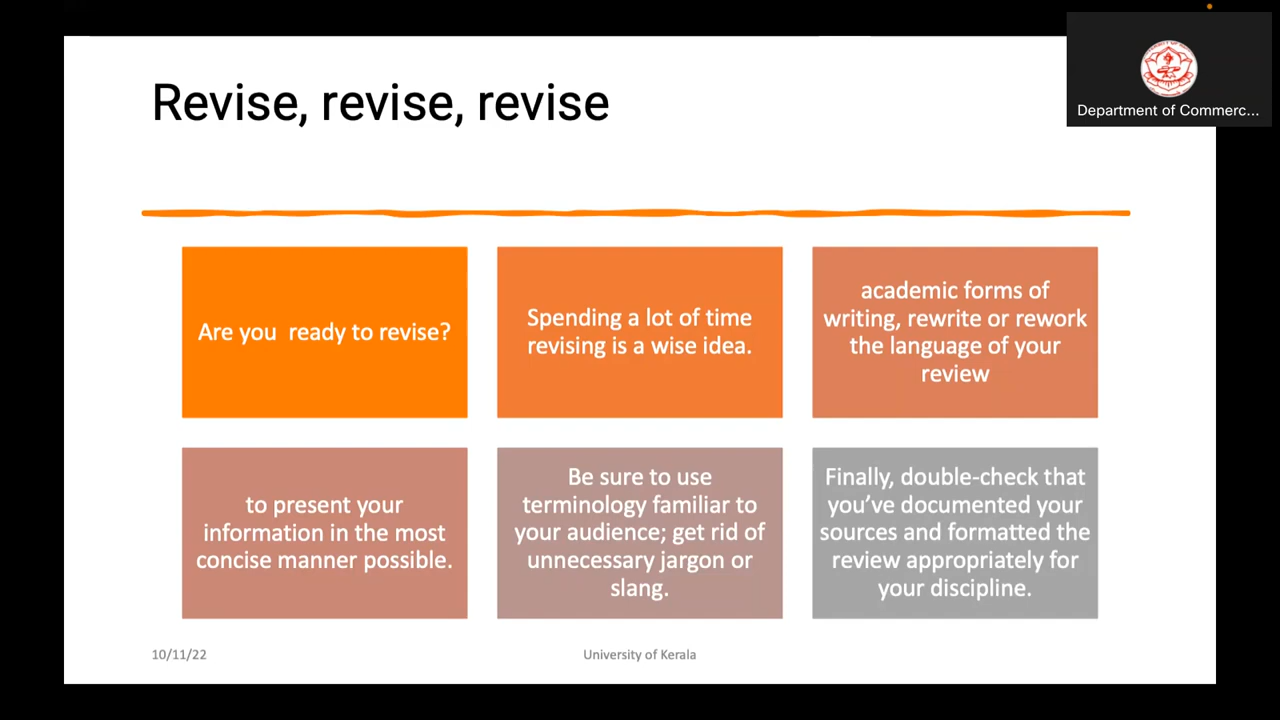 Revise, revise, revise
Department of Commerc...
Are you ready to revise?
Spending a lot of time
revising is a wise idea.
academic forms of
writing, rewrite or rework
the language of your
review
to present your
information in the most
concise manner possible.
Be sure to use
terminology familiar to
your audience; get rid of
unnecessary jargon or
slang.
Finally, double-check that
you’ve documented your
sources and formatted the
review appropriately for
your discipline.
10/11/22
University of Kerala